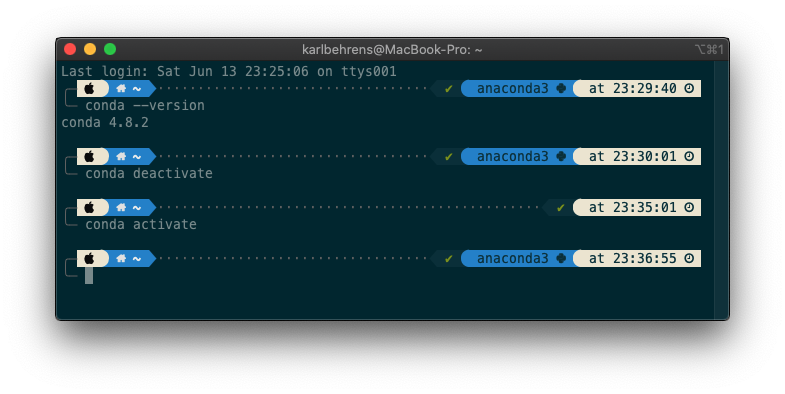 karlbehrens@MacBook-Pro: ~
⌥⌘1
Last login: Sat Jun 13 23:25:06 on ttys001
~ ✓ anaconda3 at 23:29:40
conda --version
conda 4.8.2
~ ✓ anaconda3 at 23:30:01
conda deactivate
~ ✓ at 23:35:01
conda activate
~ ✓ anaconda3 at 23:36:55